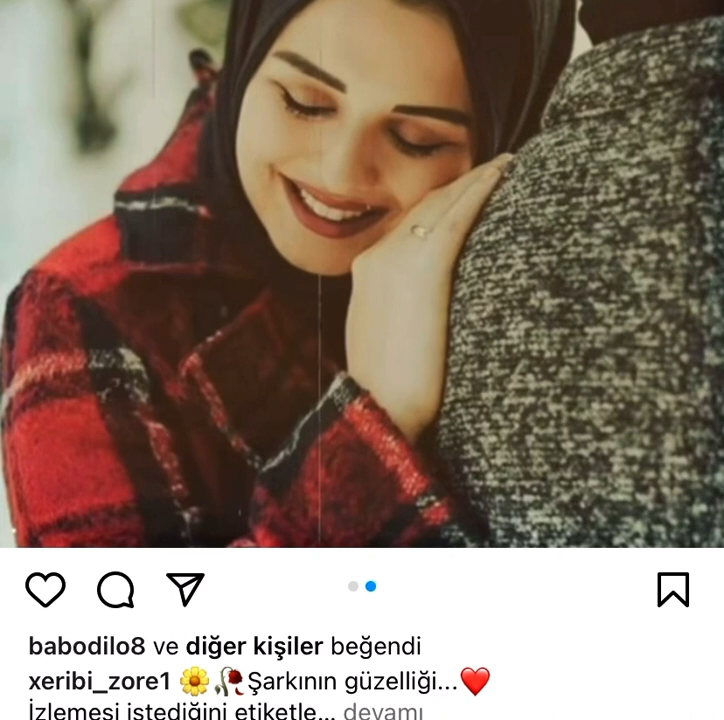 babodilo8 ve diğer kişiler beğendi
xeribi_zore1 🌼🥀Şarkının güzelliği...❤️
İzlemesi istediğini etiketle... devamı